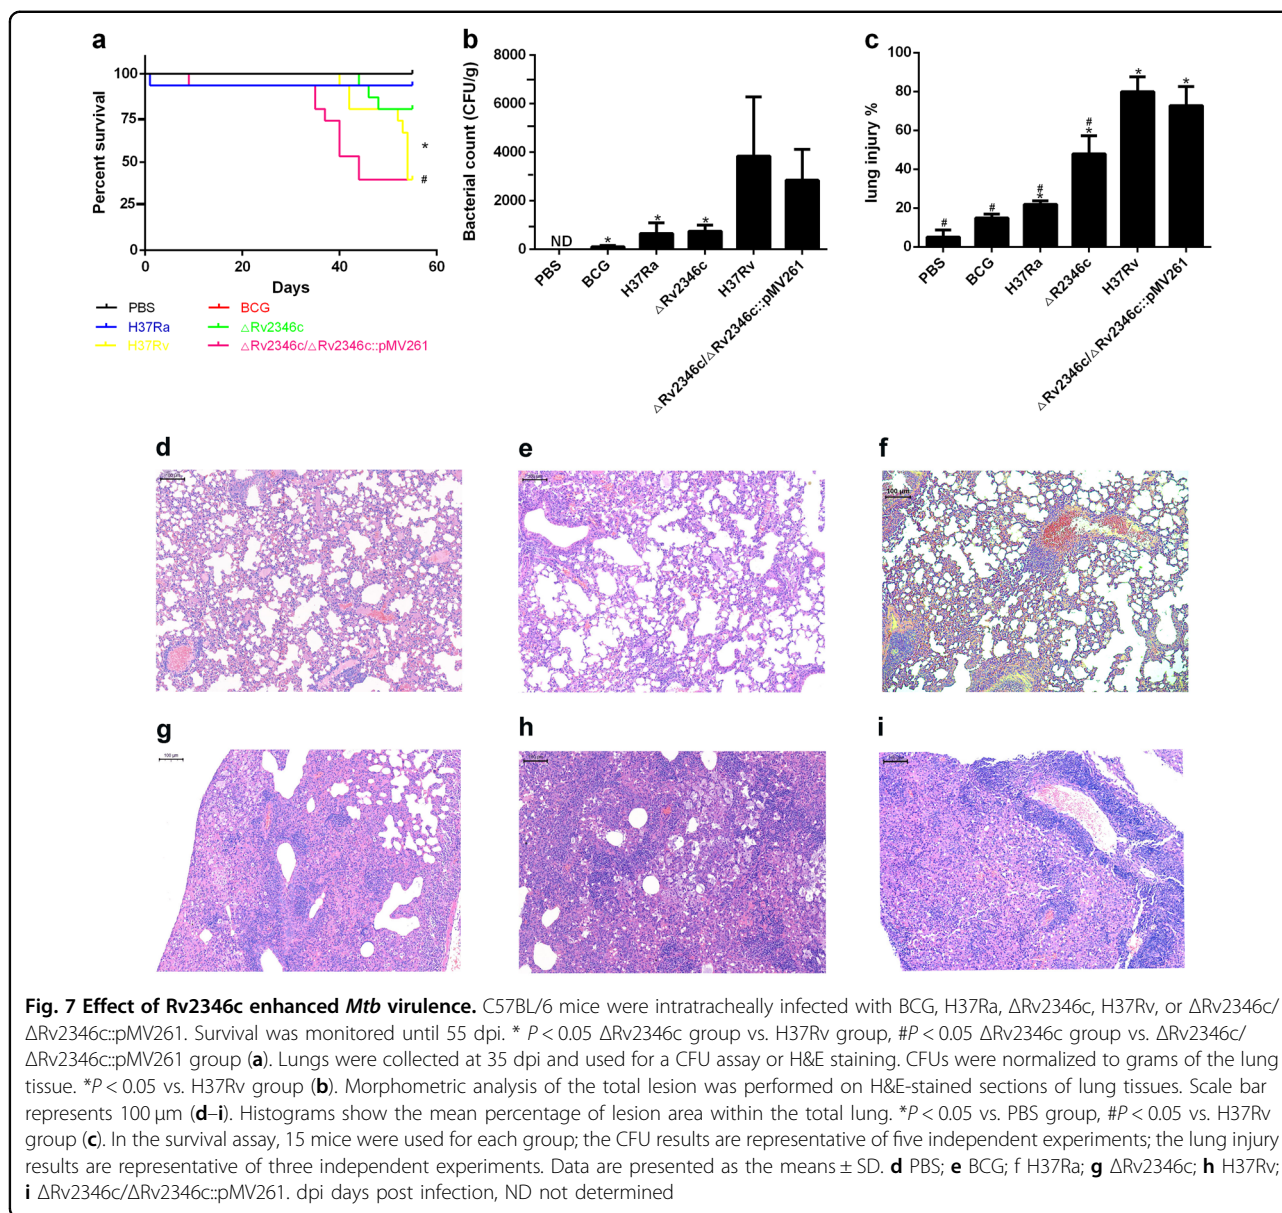 a
b
c
100
75
50
25
0
Percent survival
0
20
40
60
Days
*
#
PBS
H37Ra
H37Rv
BCG
△Rv2346c
△Rv2346c/△Rv2346c::pMV261
8000
6000
4000
2000
0
Bacterial count (CFU/g)
ND
*
*
*
PBS
BCG
H37Ra
△Rv2346c
H37Rv
△Rv2346c/△Rv2346c::pMV261
100
80
60
40
20
0
lung injury %
#
#
#
*
#
*
*
*
PBS
BCG
H37Ra
△R2346c
H37Rv
△Rv2346c/△Rv2346c::pMV261
d
e
f
100 μm
g
100 μm
h
i
Fig. 7 Effect of Rv2346c enhanced Mtb virulence. C57BL/6 mice were intratracheally infected with BCG, H37Ra, ΔRv2346c, H37Rv, or ΔRv2346c/
ΔRv2346c::pMV261. Survival was monitored until 55 dpi. * P < 0.05 ΔRv2346c group vs. H37Rv group, #P < 0.05 ΔRv2346c group vs. ΔRv2346c/
ΔRv2346c::pMV261 group (a). Lungs were collected at 35 dpi and used for a CFU assay or H&E staining. CFUs were normalized to grams of the lung
tissue. *P < 0.05 vs. H37Rv group (b). Morphometric analysis of the total lesion was performed on H&E-stained sections of lung tissues. Scale bar
represents 100 μm (d–i). Histograms show the mean percentage of lesion area within the total lung. *P < 0.05 vs. PBS group, #P < 0.05 vs. H37Rv
group (c). In the survival assay, 15 mice were used for each group; the CFU results are representative of five independent experiments; the lung injury
results are representative of three independent experiments. Data are presented as the means ± SD. d PBS; e BCG; f H37Ra; g ΔRv2346c; h H37Rv;
i ΔRv2346c/ΔRv2346c::pMV261. dpi days post infection, ND not determined